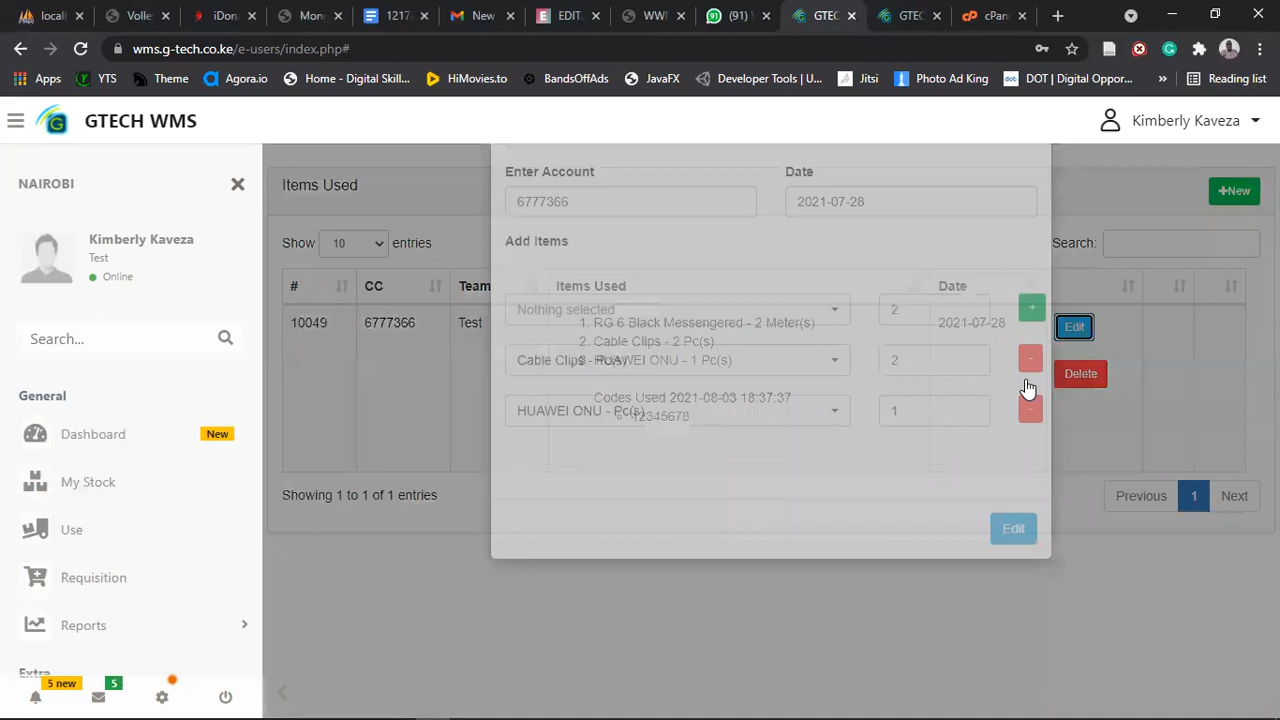 locali
Volley
iDon
Mon
1217
New
EDIT
WWI
(91) Y
GTEC
GTEC
cPan
wms.g-tech.co.ke/e-users/index.php#
Apps
YTS
Theme
Agora.io
Home - Digital Skill...
HiMovies.to
BandsOffAds
JavaFX
Developer Tools | U...
Jitsi
Photo Ad King
DOT | Digital Oppor...
Reading list
GTECH WMS
Kimberly Kaveza
NAIROBI
Kimberly Kaveza
Test
Online
Search...
General
Dashboard
New
My Stock
Use
Requisition
Reports
Extra
5 new
5
Items Used
+New
Show 10 entries
Search:
# CC Team Items Used Date
10049 6777366 Test
1. RG 6 Black Messengered - 2 Meter(s)
2. Cable Clips - 2 Pc(s)
3. HUAWEI ONU - 1 Pc(s)
Codes Used 2021-08-03 18:37:37
12345678
2021-07-28
Edit
Delete
Showing 1 to 1 of 1 entries
Previous 1 Next
Enter Account
Date
6777366
2021-07-28
Add Items
Nothing selected
2
+
Cable Clips - Pc(s)
2
-
HUAWEI ONU - Pc(s)
1
-
Edit